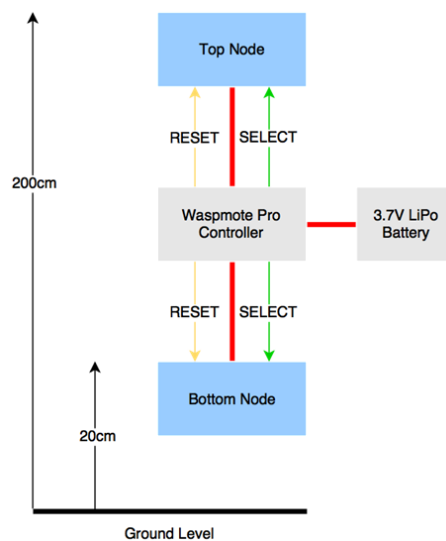 Top Node
RESET
SELECT
200cm
Waspmote Pro
Controller
3.7V LiPo
Battery
RESET
SELECT
Bottom Node
20cm
Ground Level